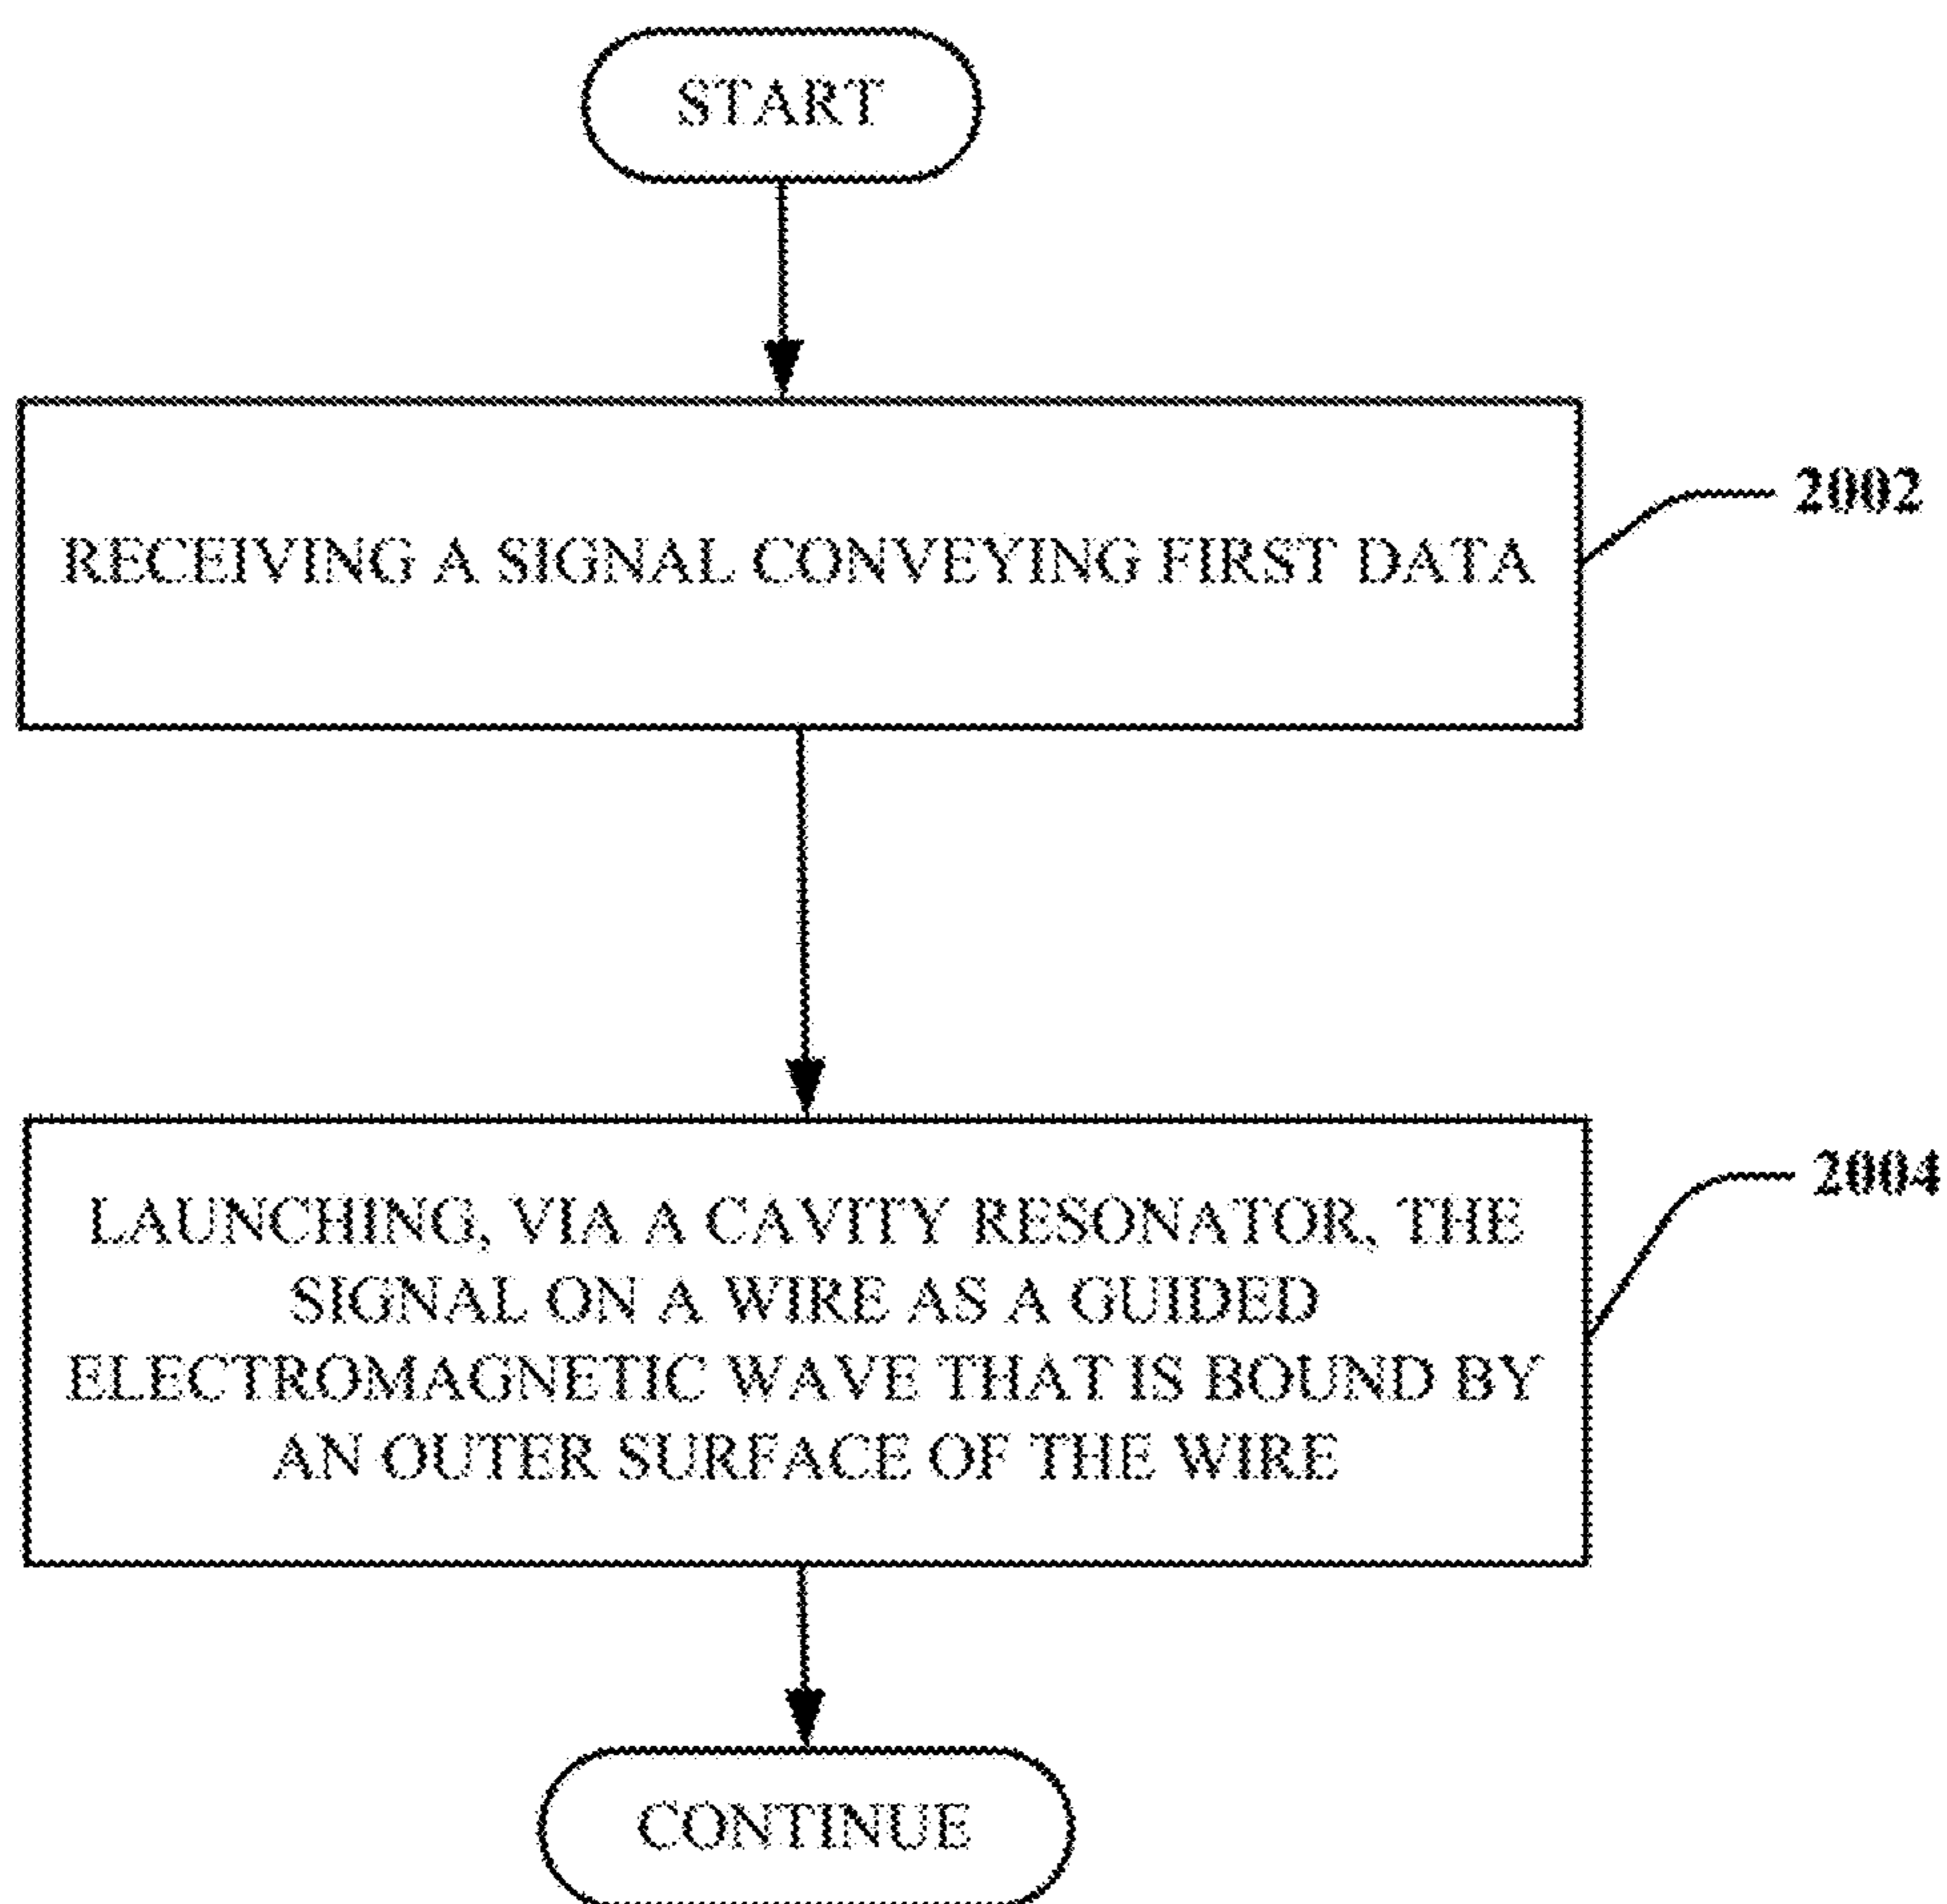 START
RECEIVING A SIGNAL CONVEYING FIRST DATA
2002
LAUNCHING, VIA A CAVITY RESONATOR, THE
SIGNAL ON A WIRE AS A GUIDED
ELECTROMAGNETIC WAVE THAT IS BOUND BY
AN OUTER SURFACE OF THE WIRE
2004
CONTINUE